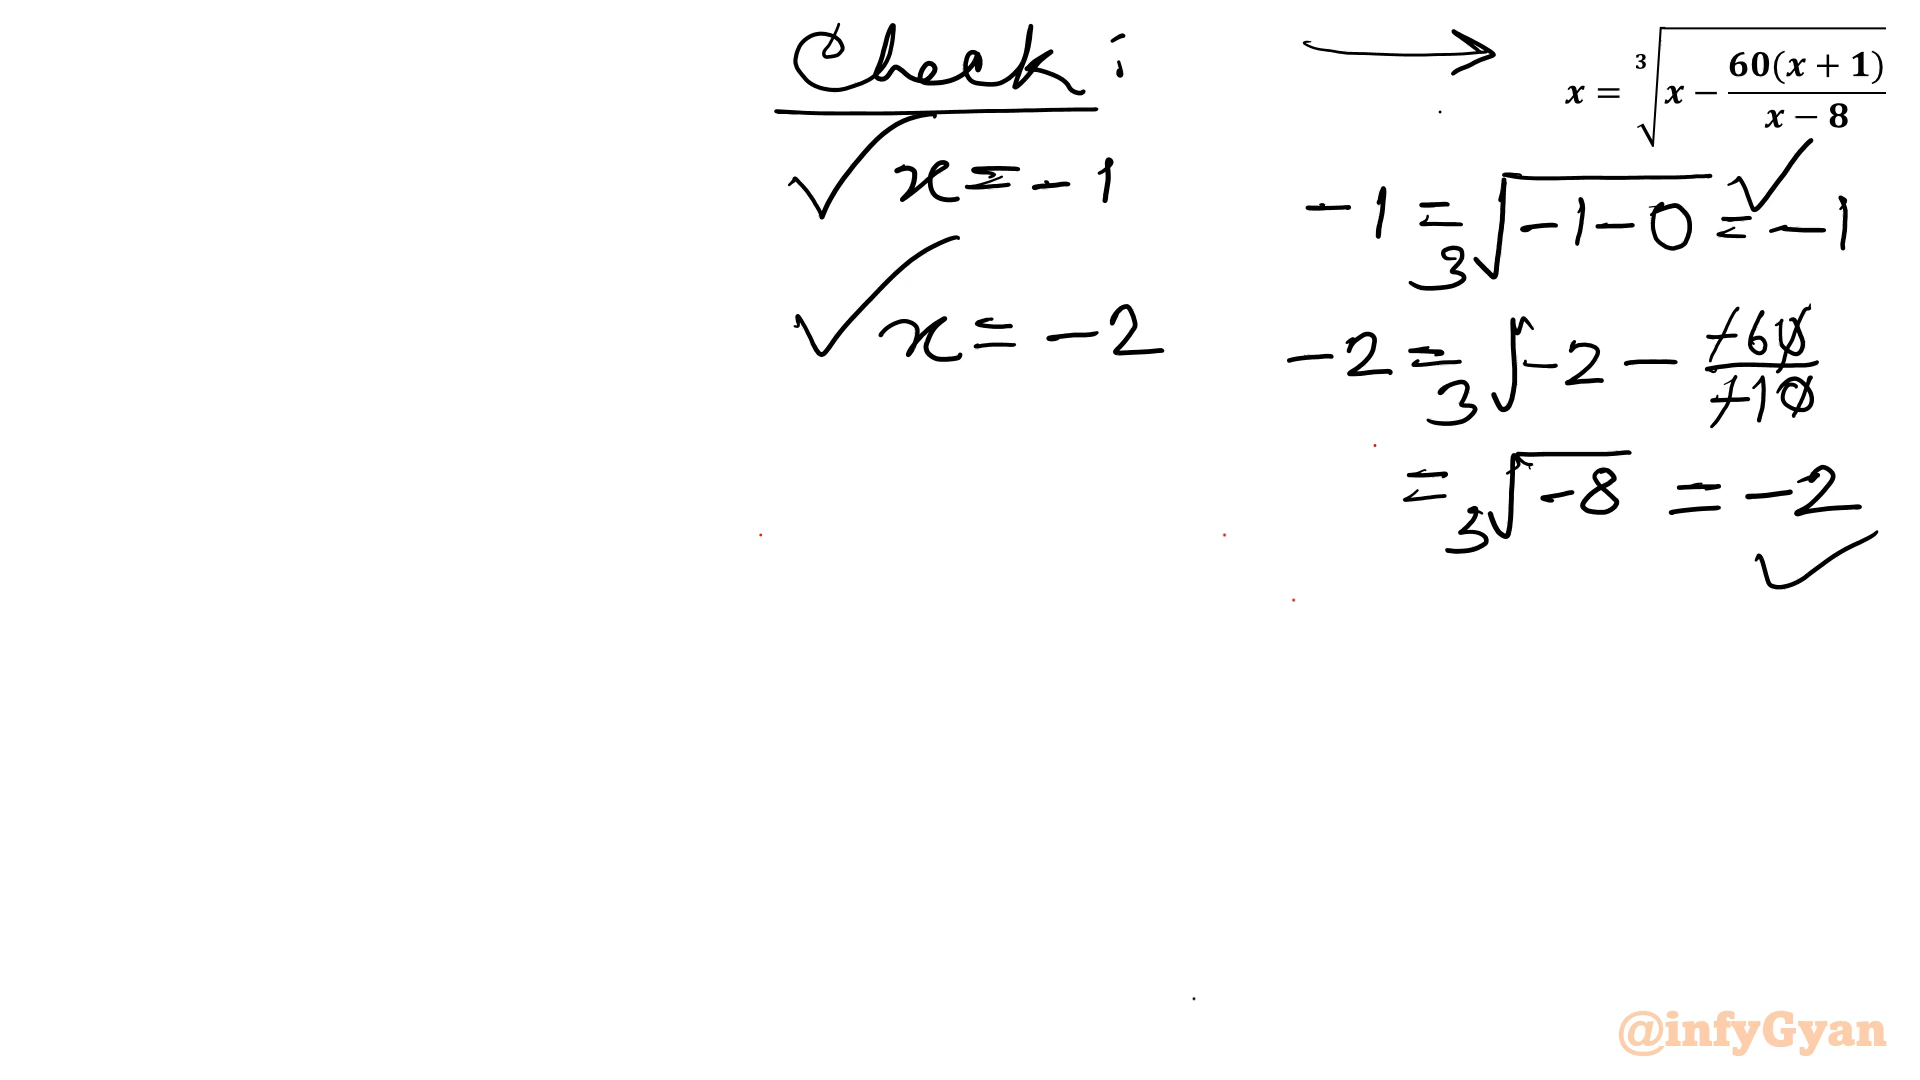 Check :
x = ∛(x − 60(x + 1)/(x − 8))
✓ x = -1
-1 = ∛(-1-0) = -1 ✓
✓ x = -2
-2 = ∛(-2 - -60/-10)
= ∛-8 = -2 ✓
@infyGyan